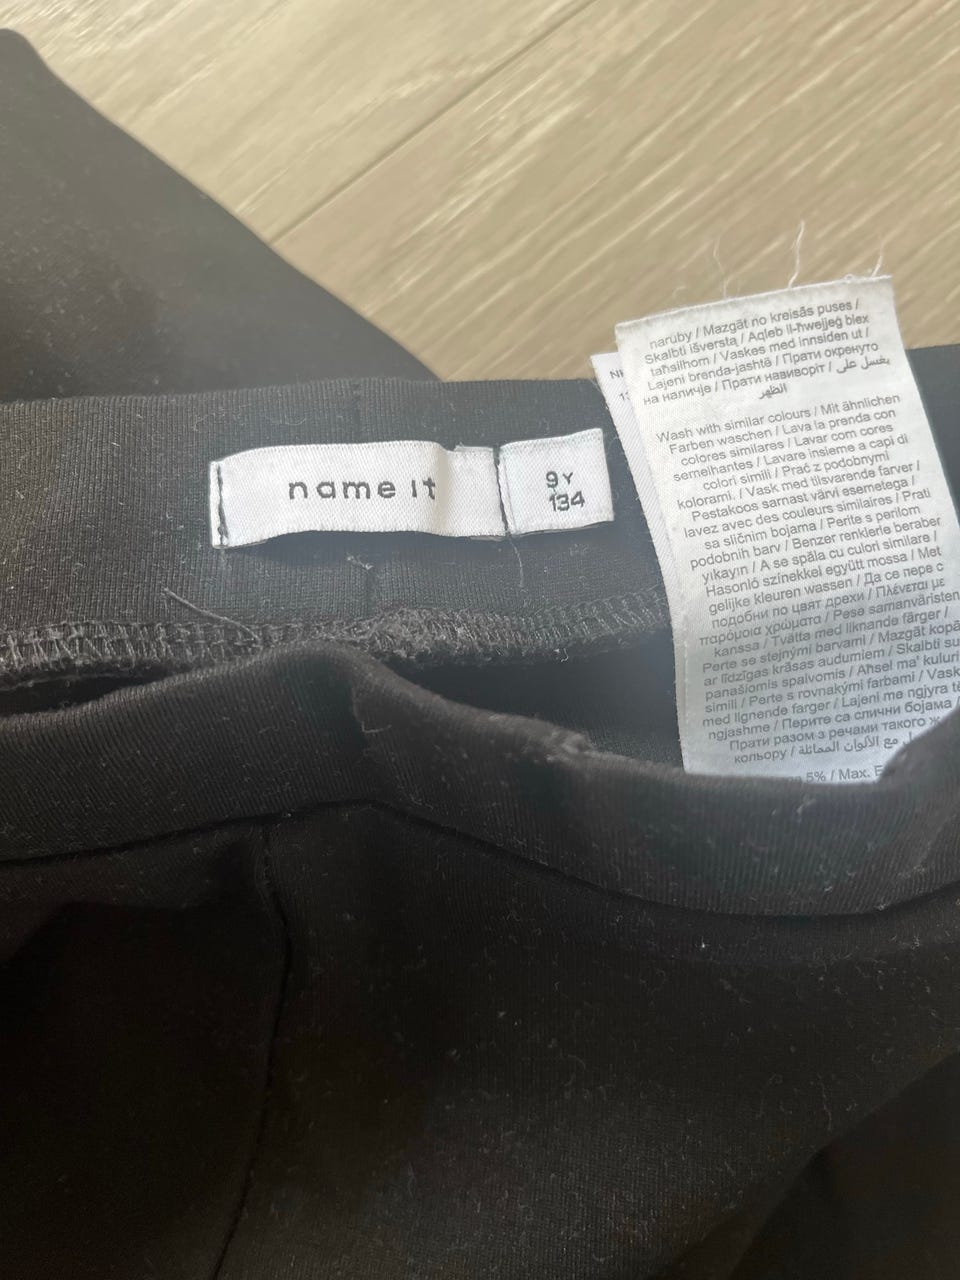 name it
9Y
134
naruby / Mazgāt no kreisās puses /
Skalbti išverstą / Aqleb il-ħwejjeġ biex
taħsilhom / Vaskes med innsiden ut /
Lajeni brenda-jashtë / Прати окренуто
на наличје / Прати навиворіт / يغسل على
الظهر
Wash with similar colours / Mit ähnlichen
Farben waschen / Lava la prenda con
colores similares / Lavar com cores
semelhantes / Lavare insieme a capi di
colori simili / Prać z podobnymi
kolorami. / Vask med tilsvarende farver /
Pestakoos sarnast värvi esemetega /
lavez avec des couleurs similaires / Prati
sa sličnim bojama / Perite s perilom
podobnih barv / Benzer renklerle beraber
yıkayın / A se spăla cu culori similare /
Hasonló színekkel együtt mossa / Met
gelijke kleuren wassen / Да се пере с
подобни по цвят дрехи / Πλένεται με
παρόμοια χρώματα / Pese samanväristen
kanssa / Tvätta med liknande färger /
Perte se stejnými barvami / Mazgāt kopā
ar līdzīgas krāsas audumiem / Skalbti su
panašiomis spalvomis / Aħsel ma' kuluri
simili / Perte s rovnakými farbami / Vask
med lignende farger / Lajeni me ngjyra të
ngjashme / Перите са слични бојама /
Прати разом з речами такого ж
кольору / مع الألوان المماثلة
5% / Max.